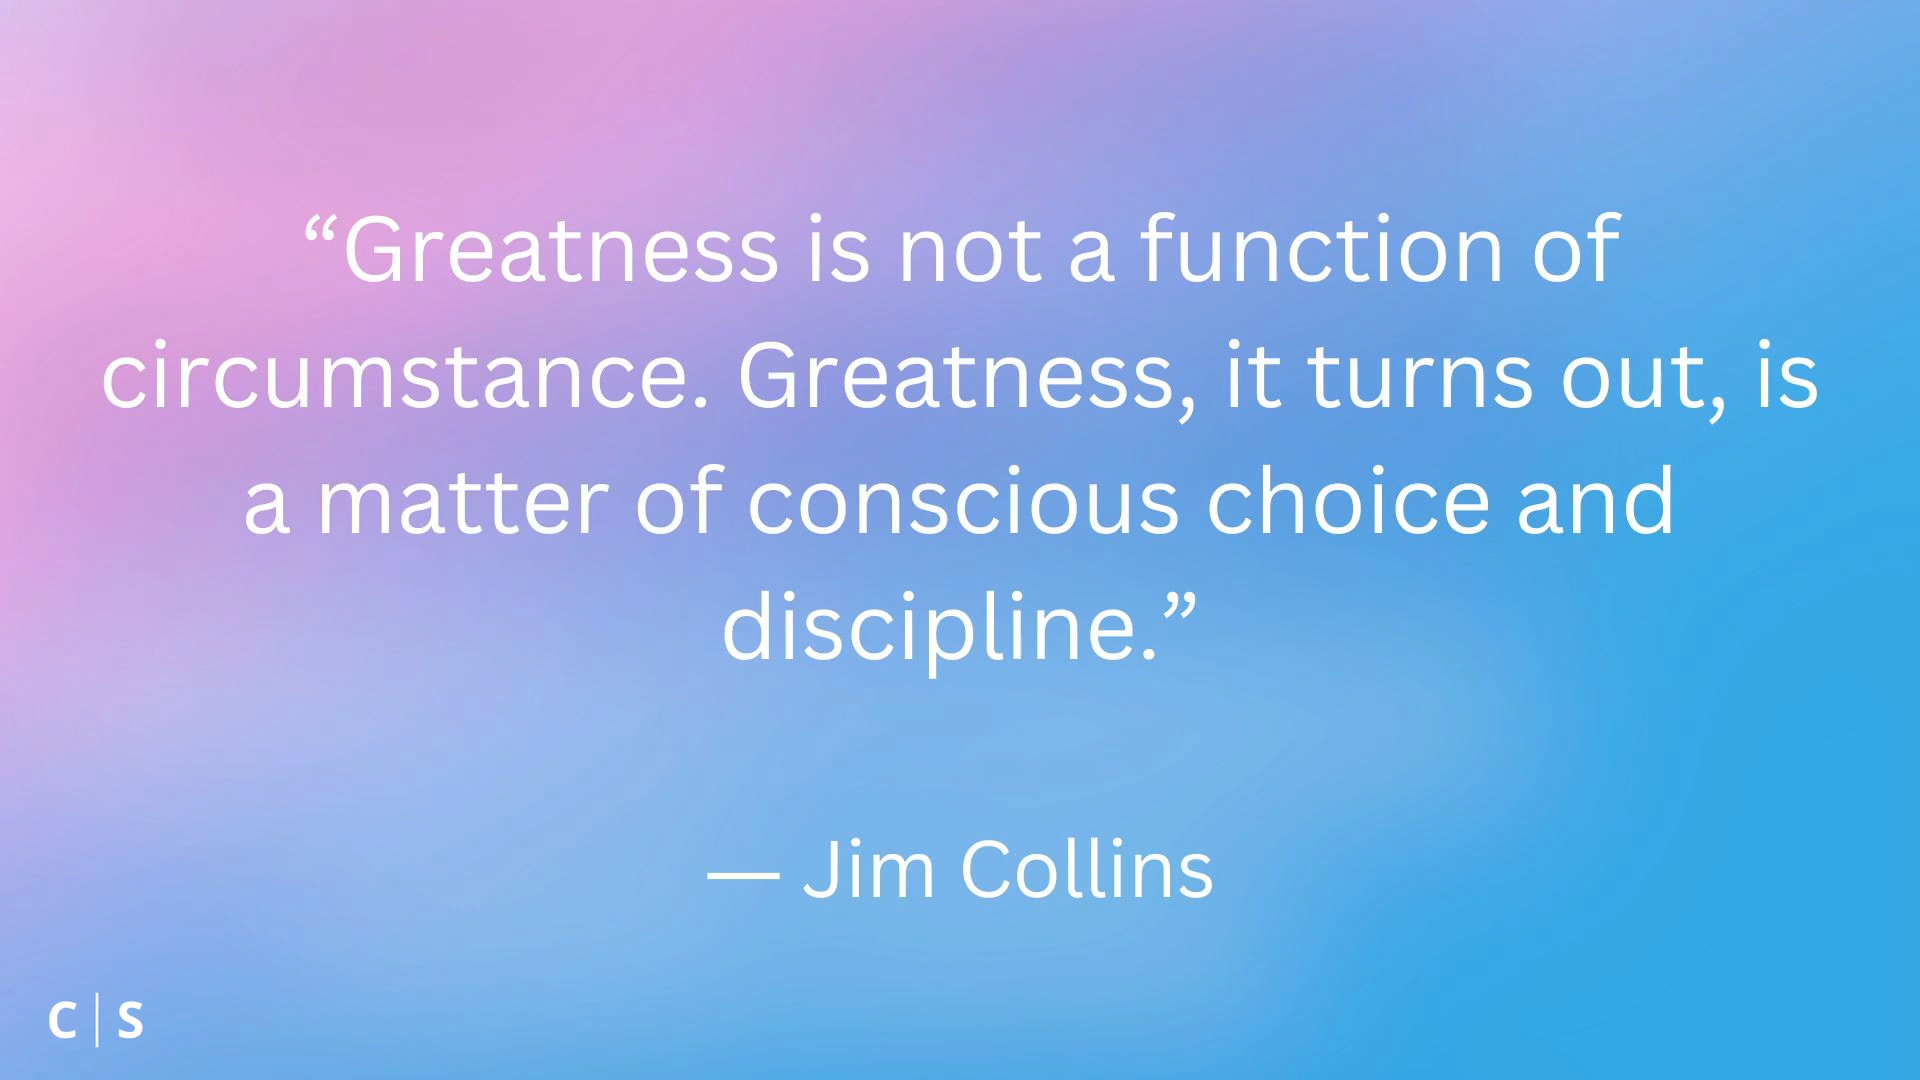 “Greatness is not a function of
circumstance. Greatness, it turns out, is
a matter of conscious choice and
discipline.”
— Jim Collins
C | S